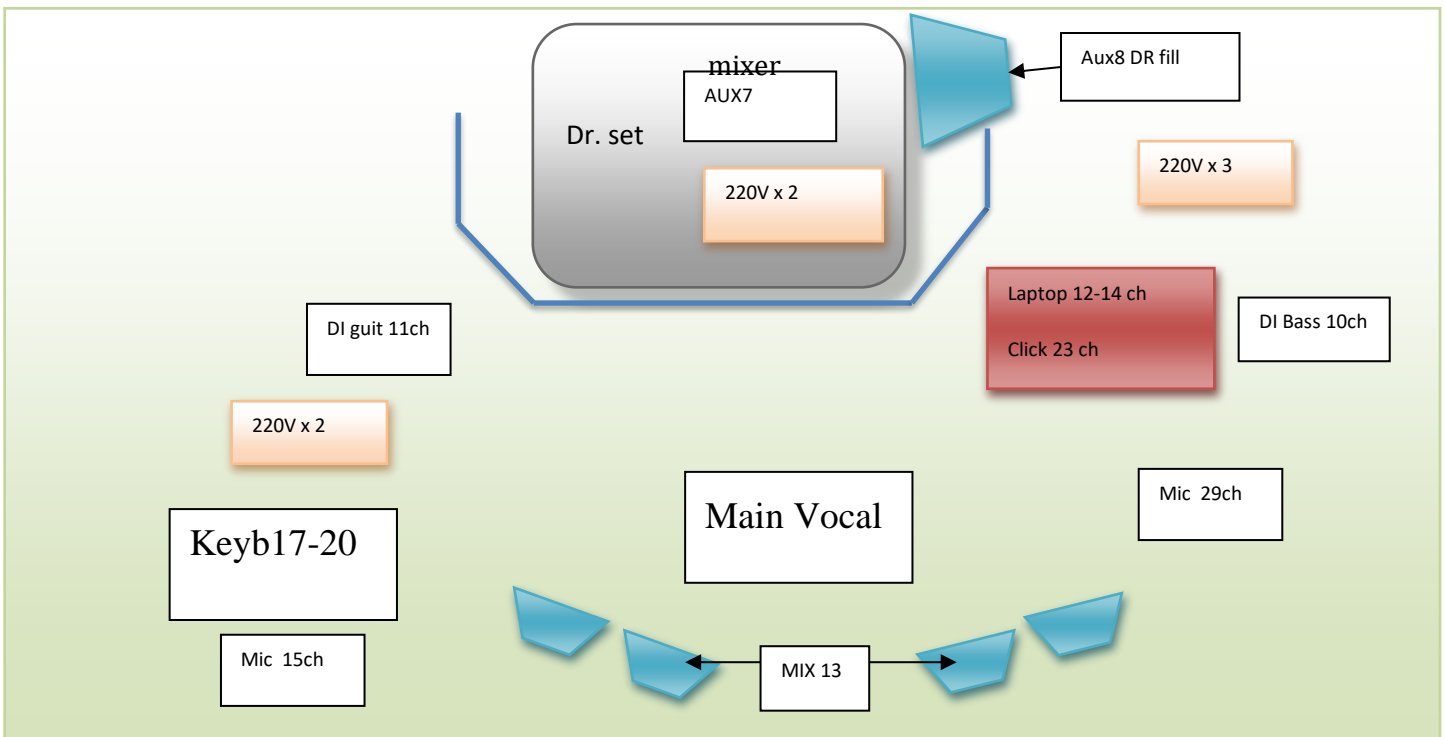 mixer
AUX7
Aux8 DR fill
Dr. set
220V x 3
220V x 2
Laptop 12-14 ch
Click 23 ch
DI guit 11ch
DI Bass 10ch
220V x 2
Main Vocal
Mic  29ch
Keyb17-20
Mic  15ch
MIX 13